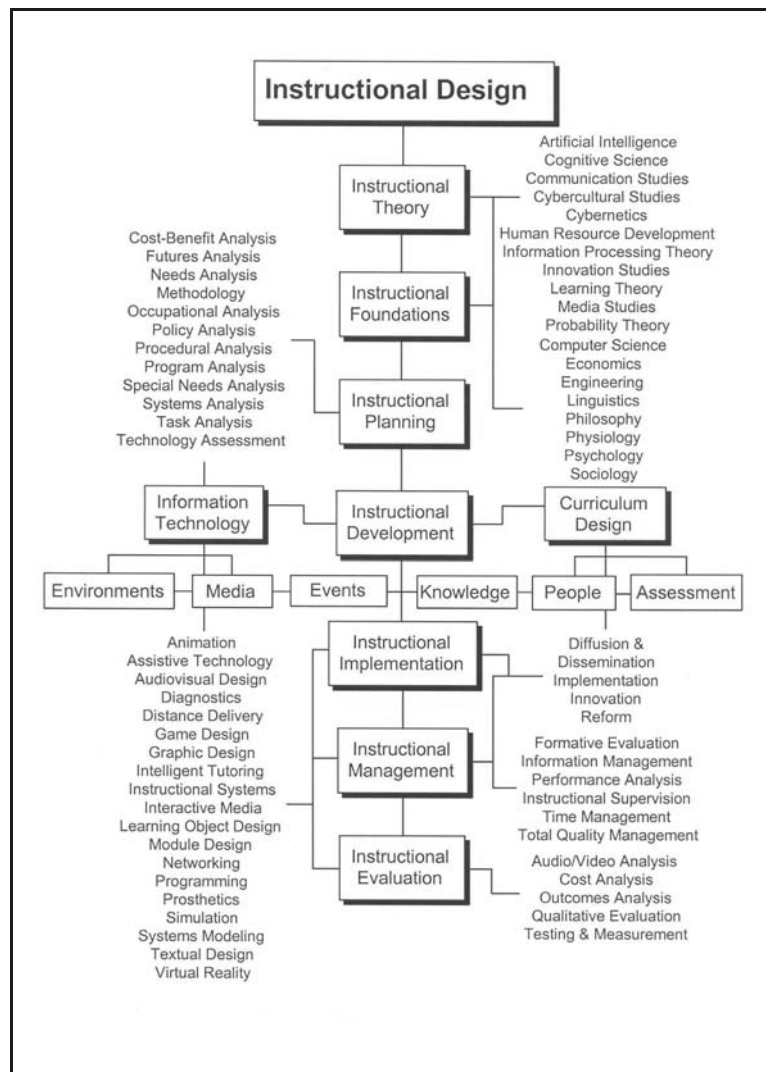 Instructional Design
Instructional
Theory
Artificial Intelligence
Cognitive Science
Communication Studies
Cybercultural Studies
Cybernetics
Human Resource Development
Information Processing Theory
Innovation Studies
Learning Theory
Media Studies
Probability Theory
Computer Science
Economics
Engineering
Linguistics
Philosophy
Physiology
Psychology
Sociology
Instructional
Foundations
Cost-Benefit Analysis
Futures Analysis
Needs Analysis
Methodology
Occupational Analysis
Policy Analysis
Procedural Analysis
Program Analysis
Special Needs Analysis
Systems Analysis
Task Analysis
Technology Assessment
Instructional
Planning
Information
Technology
Instructional
Development
Curriculum
Design
Environments
Media
Events
Knowledge
People
Assessment
Animation
Assistive Technology
Audiovisual Design
Diagnostics
Distance Delivery
Game Design
Graphic Design
Intelligent Tutoring
Instructional Systems
Interactive Media
Learning Object Design
Module Design
Networking
Programming
Prosthetics
Simulation
Systems Modeling
Textual Design
Virtual Reality
Instructional
Implementation
Diffusion &
Dissemination
Implementation
Innovation
Reform
Instructional
Management
Formative Evaluation
Information Management
Performance Analysis
Instructional Supervision
Time Management
Total Quality Management
Instructional
Evaluation
Audio/Video Analysis
Cost Analysis
Outcomes Analysis
Qualitative Evaluation
Testing & Measurement